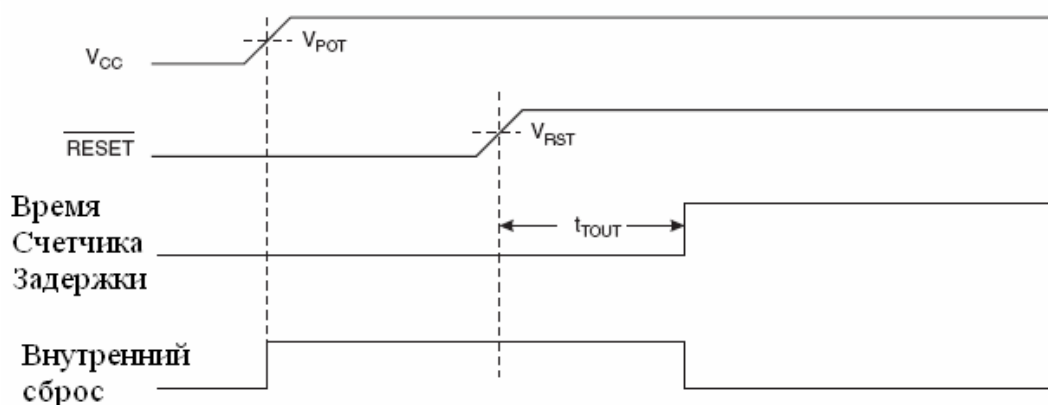 V_CC
V_POT
RESET
V_RST
Время
Счетчика
Задержки
t_TOUT
Внутренний
сброс